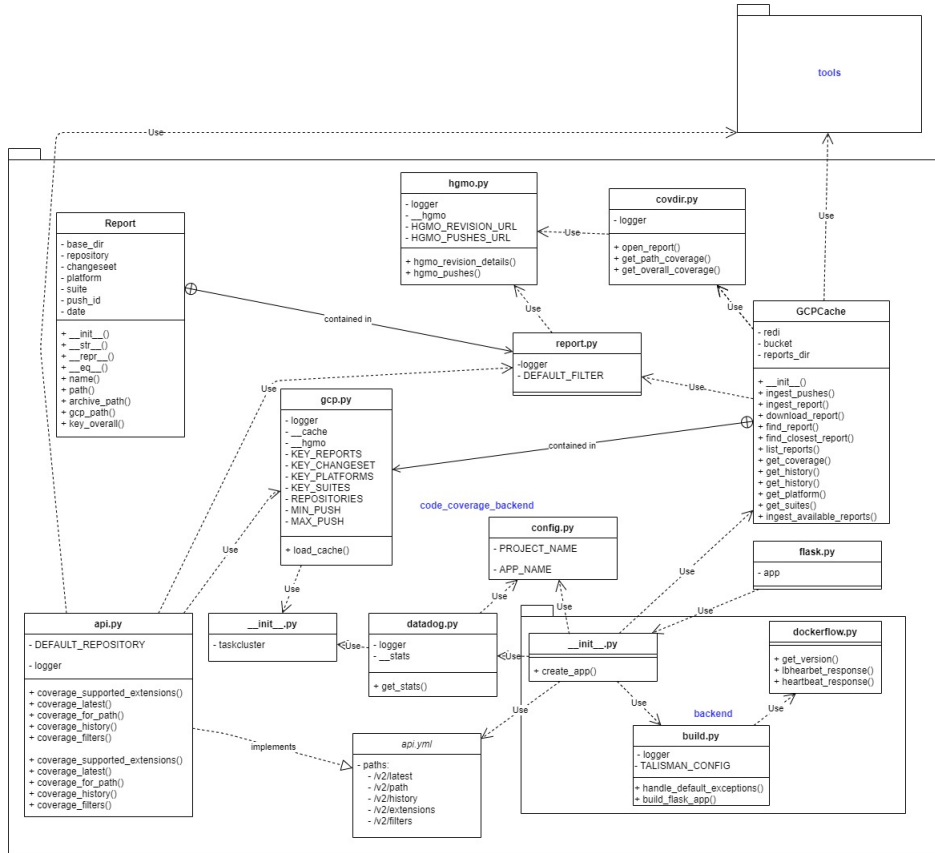 tools
Use
Use
hgmo.py
- logger
- __hgmo
- HGMO_REVISION_URL
- HGMO_PUSHES_URL
+ hgmo_revision_details()
+ hgmo_pushes()
Use
covdir.py
- logger
+ open_report()
+ get_path_coverage()
+ get_overall_coverage()
Report
- base_dir
- repository
- changeseet
- platform
- suite
- push_id
- date
+ __init__()
+ __str__()
+ __repr__()
+ __eq__()
+ name()
+ path()
+ archive_path()
+ gcp_path()
+ key_overall()
contained in
Use
Use
report.py
-logger
- DEFAULT_FILTER
Use
Use
GCPCache
- redi
- bucket
- reports_dir
+ __init__()
+ ingest_pushes()
+ ingest_report()
+ download_report()
+ find_report()
+ find_closest_report()
+ list_reports()
+ get_coverage()
+ get_history()
+ get_history()
+ get_platform()
+ get_suites()
+ ingest_available_reports()
gcp.py
- logger
- __cache
- __hgmo
- KEY_REPORTS
- KEY_CHANGESET
- KEY_PLATFORMS
- KEY_SUITES
- REPOSITORIES
- MIN_PUSH
- MAX_PUSH
+ load_cache()
contained in
code_coverage_backend
config.py
- PROJECT_NAME
- APP_NAME
flask.py
- app
Use
Use
Use
Use
Use
Use
api.py
- DEFAULT_REPOSITORY
- logger
+ coverage_supported_extensions()
+ coverage_latest()
+ coverage_for_path()
+ coverage_history()
+ coverage_filters()
+ coverage_supported_extensions()
+ coverage_latest()
+ coverage_for_path()
+ coverage_history()
+ coverage_filters()
__init__.py
- taskcluster
Use
datadog.py
- logger
- __stats
+ get_stats()
Use
__init__.py
+ create_app()
dockerflow.py
+ get_version()
+ lbhearbet_response()
+ heartbeat_response()
Use
Use
Use
backend
implements
api.yml
- paths:
- /v2/latest
- /v2/path
- /v2/history
- /v2/extensions
- /v2/filters
build.py
- logger
- TALISMAN_CONFIG
+ handle_default_exceptions()
+ build_flask_app()